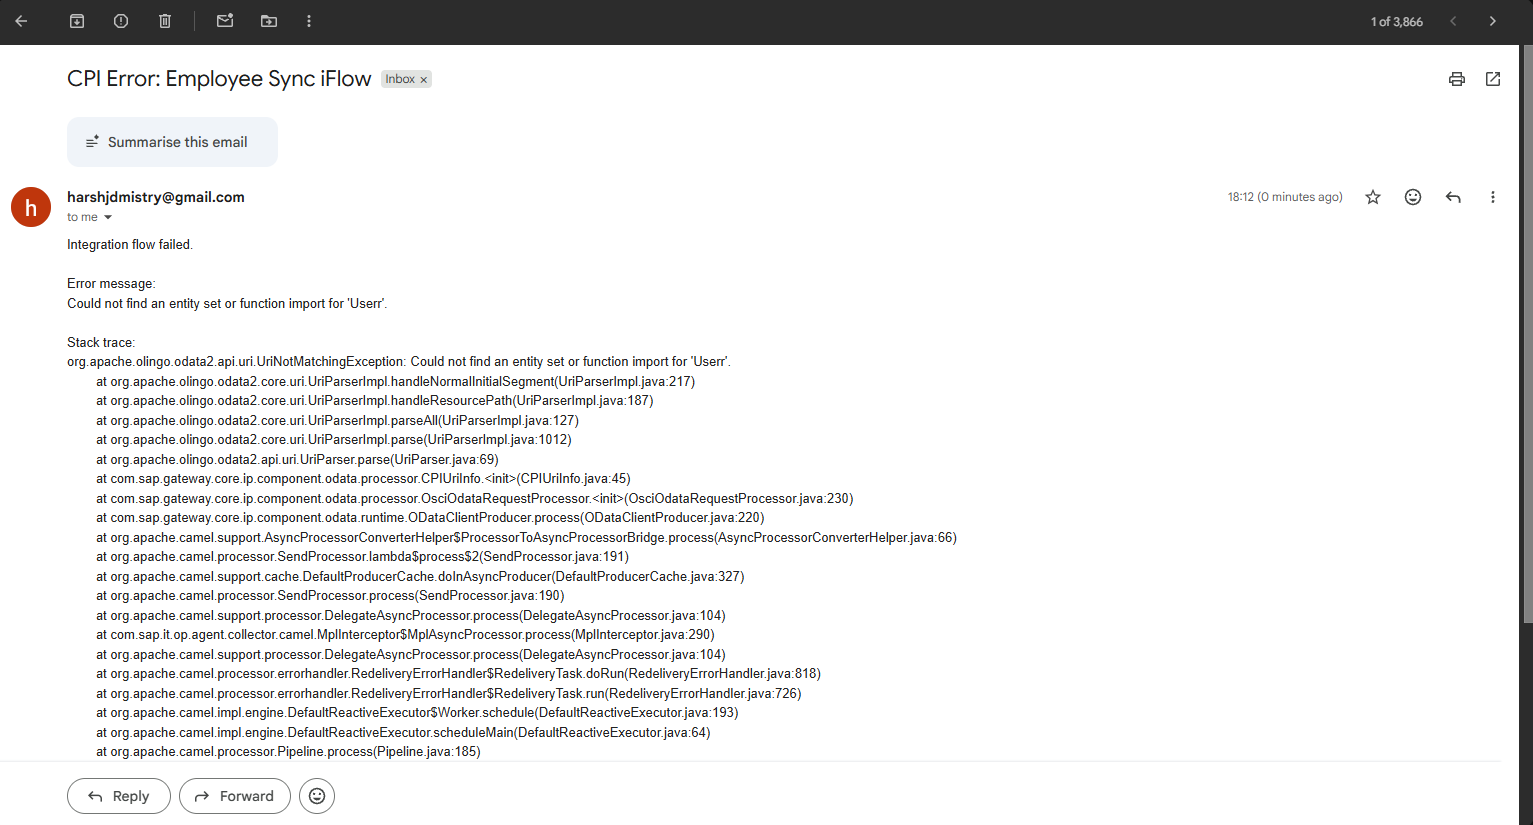 1 of 3,866
CPI Error: Employee Sync iFlow Inbox ×
Summarise this email
h
harshjdmistry@gmail.com 18:12 (0 minutes ago)
to me
Integration flow failed.
Error message:
Could not find an entity set or function import for 'Userr'.
Stack trace:
org.apache.olingo.odata2.api.uri.UriNotMatchingException: Could not find an entity set or function import for 'Userr'.
at org.apache.olingo.odata2.core.uri.UriParserImpl.handleNormalInitialSegment(UriParserImpl.java:217)
at org.apache.olingo.odata2.core.uri.UriParserImpl.handleResourcePath(UriParserImpl.java:187)
at org.apache.olingo.odata2.core.uri.UriParserImpl.parseAll(UriParserImpl.java:127)
at org.apache.olingo.odata2.core.uri.UriParserImpl.parse(UriParserImpl.java:1012)
at org.apache.olingo.odata2.api.uri.UriParser.parse(UriParser.java:69)
at com.sap.gateway.core.ip.component.odata.processor.CPIUriInfo.<init>(CPIUriInfo.java:45)
at com.sap.gateway.core.ip.component.odata.processor.OsciOdataRequestProcessor.<init>(OsciOdataRequestProcessor.java:230)
at com.sap.gateway.core.ip.component.odata.runtime.ODataClientProducer.process(ODataClientProducer.java:220)
at org.apache.camel.support.AsyncProcessorConverterHelper$ProcessorToAsyncProcessorBridge.process(AsyncProcessorConverterHelper.java:66)
at org.apache.camel.processor.SendProcessor.lambda$process$2(SendProcessor.java:191)
at org.apache.camel.support.cache.DefaultProducerCache.doInAsyncProducer(DefaultProducerCache.java:327)
at org.apache.camel.processor.SendProcessor.process(SendProcessor.java:190)
at org.apache.camel.support.processor.DelegateAsyncProcessor.process(DelegateAsyncProcessor.java:104)
at com.sap.it.op.agent.collector.camel.MplInterceptor$MplAsyncProcessor.process(MplInterceptor.java:290)
at org.apache.camel.support.processor.DelegateAsyncProcessor.process(DelegateAsyncProcessor.java:104)
at org.apache.camel.processor.errorhandler.RedeliveryErrorHandler$RedeliveryTask.doRun(RedeliveryErrorHandler.java:818)
at org.apache.camel.processor.errorhandler.RedeliveryErrorHandler$RedeliveryTask.run(RedeliveryErrorHandler.java:726)
at org.apache.camel.impl.engine.DefaultReactiveExecutor$Worker.schedule(DefaultReactiveExecutor.java:193)
at org.apache.camel.impl.engine.DefaultReactiveExecutor.scheduleMain(DefaultReactiveExecutor.java:64)
at org.apache.camel.processor.Pipeline.process(Pipeline.java:185)
Reply Forward